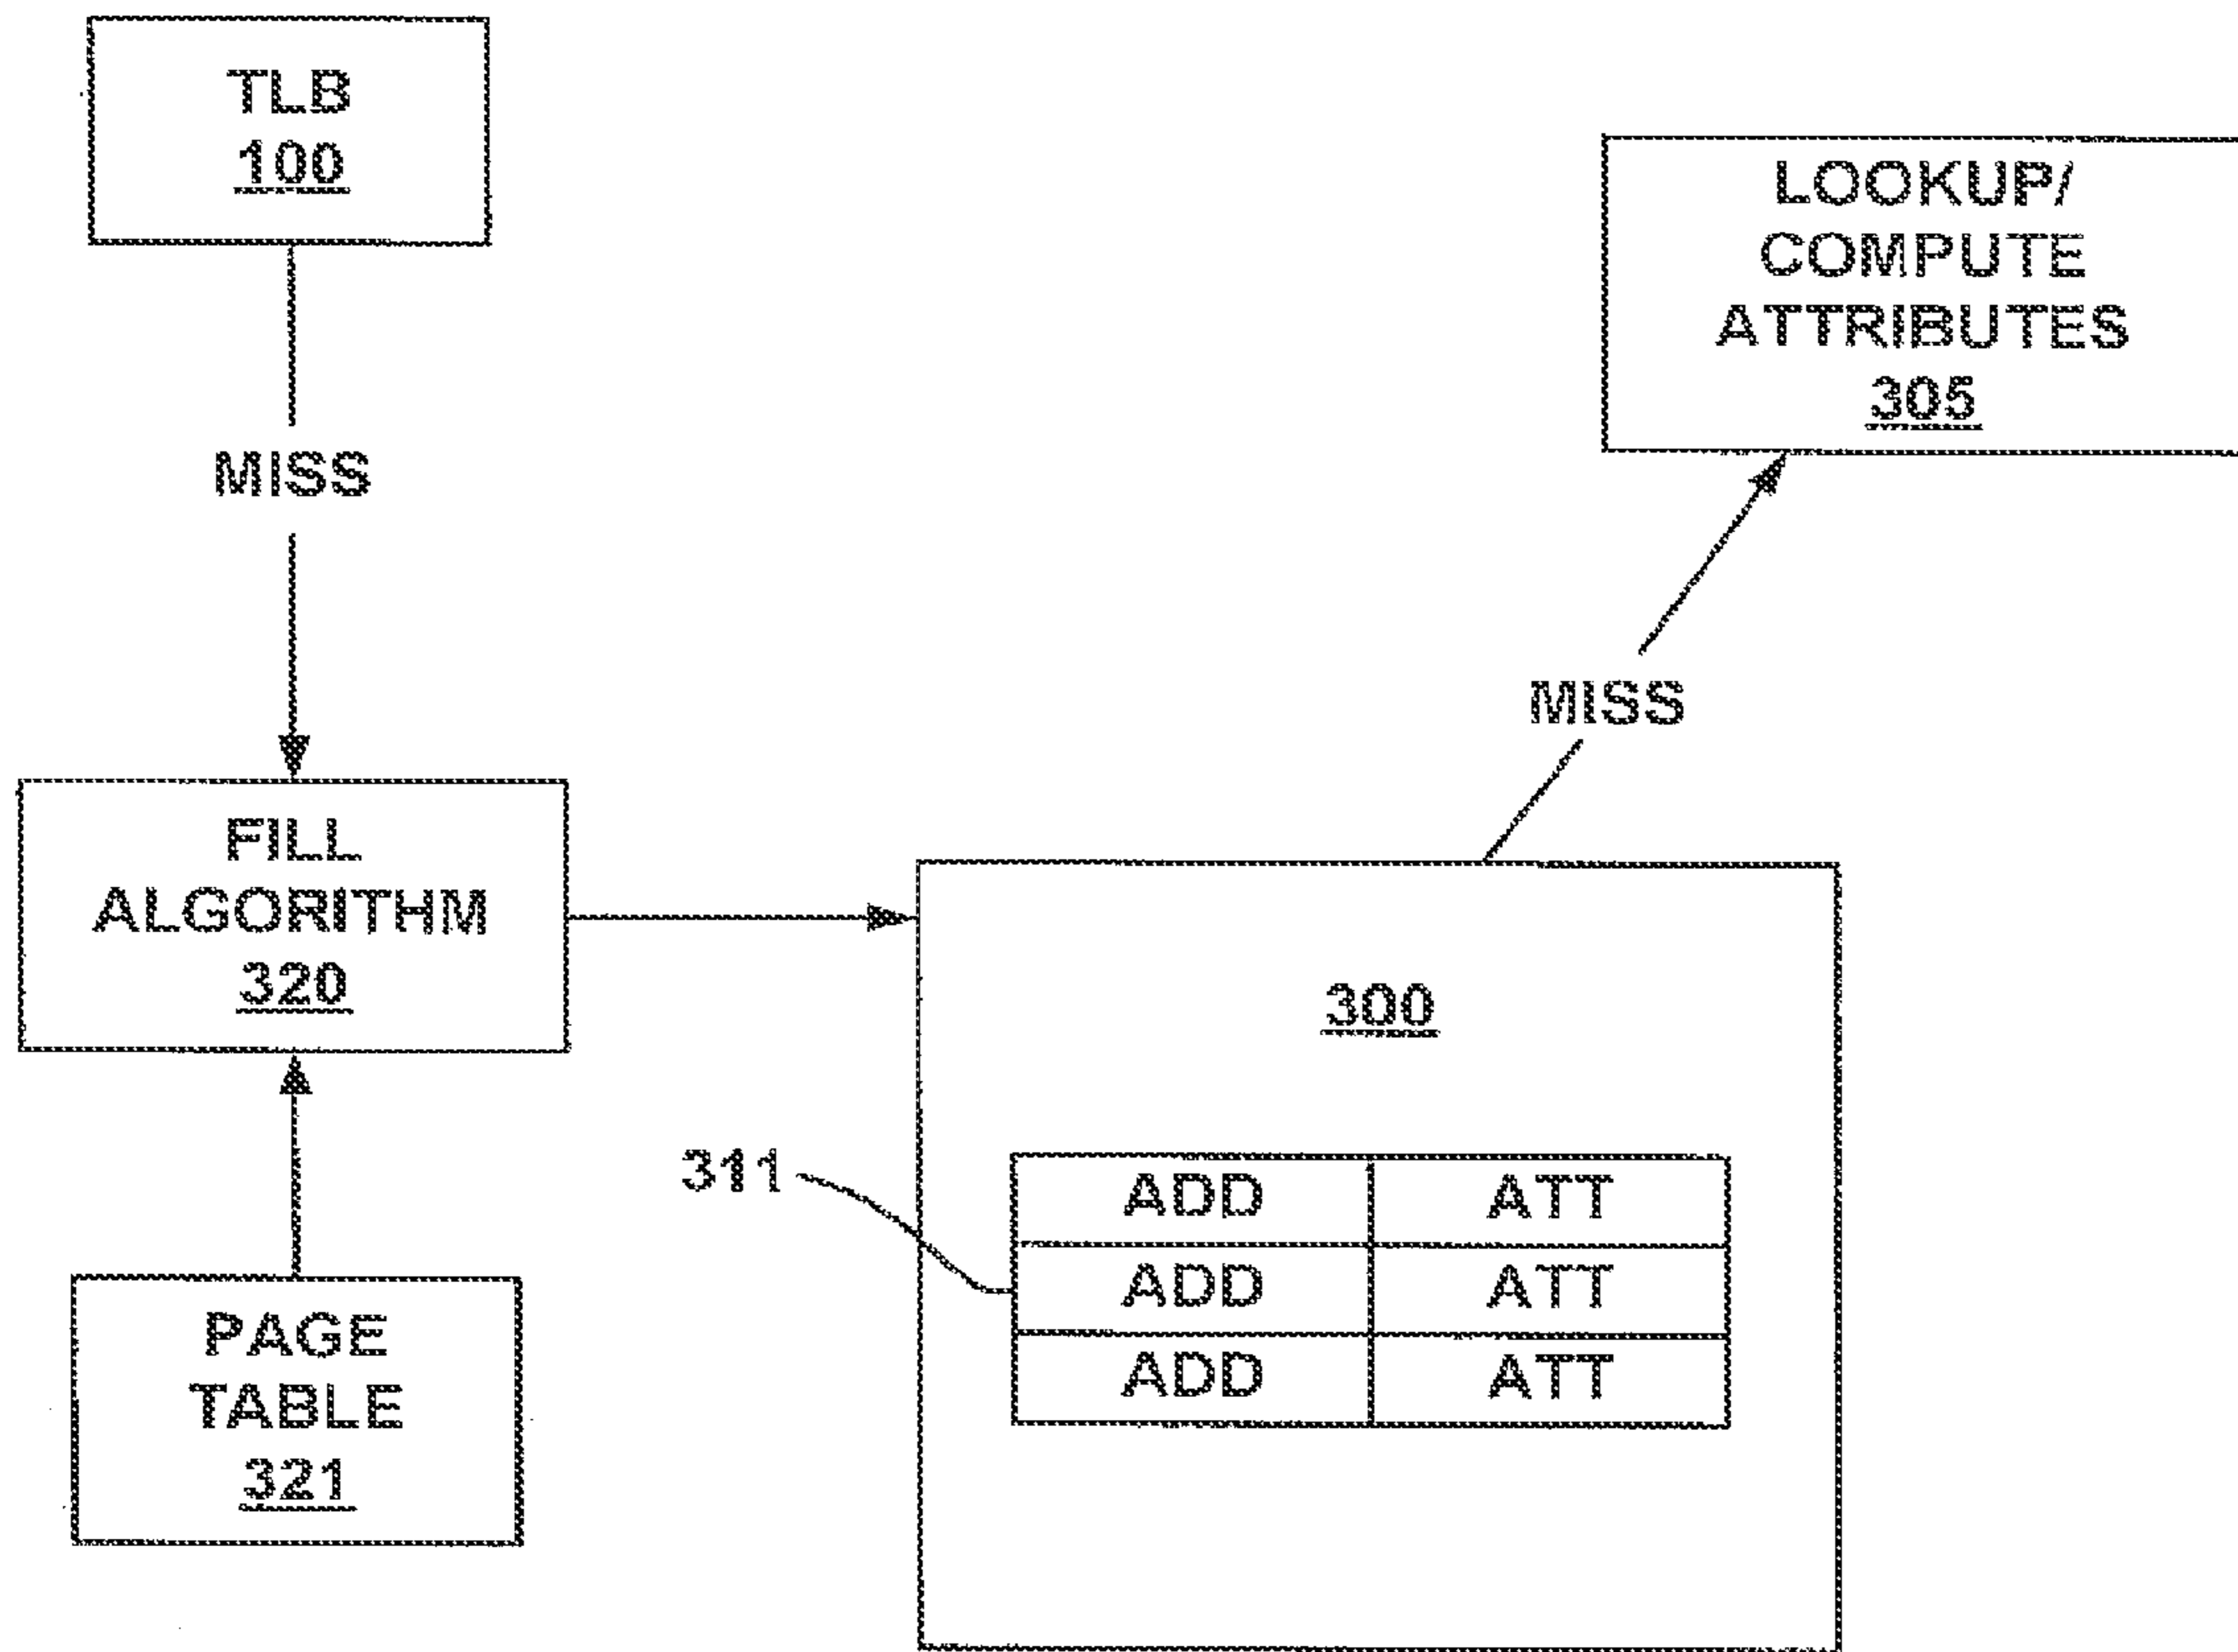 TLB
100
MISS
LOOKUP/
COMPUTE
ATTRIBUTES
305
MISS
FILL
ALGORITHM
320
300
311
ADD ATT
ADD ATT
ADD ATT
PAGE
TABLE
321